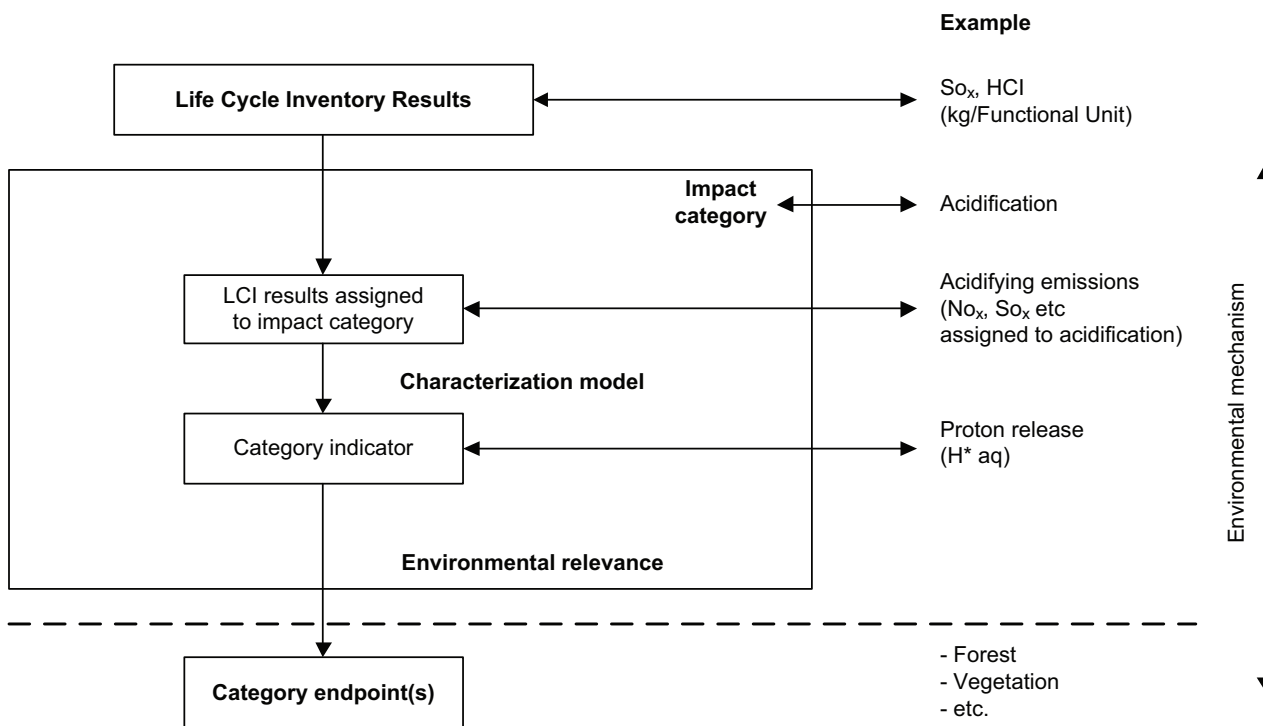 Example
Life Cycle Inventory Results
Soₓ, HCI
(kg/Functional Unit)
Impact
category
Acidification
LCI results assigned
to impact category
Acidifying emissions
(Noₓ, Soₓ etc
assigned to acidification)
Characterization model
Category indicator
Proton release
(H* aq)
Environmental relevance
Environmental mechanism
Category endpoint(s)
- Forest
- Vegetation
- etc.